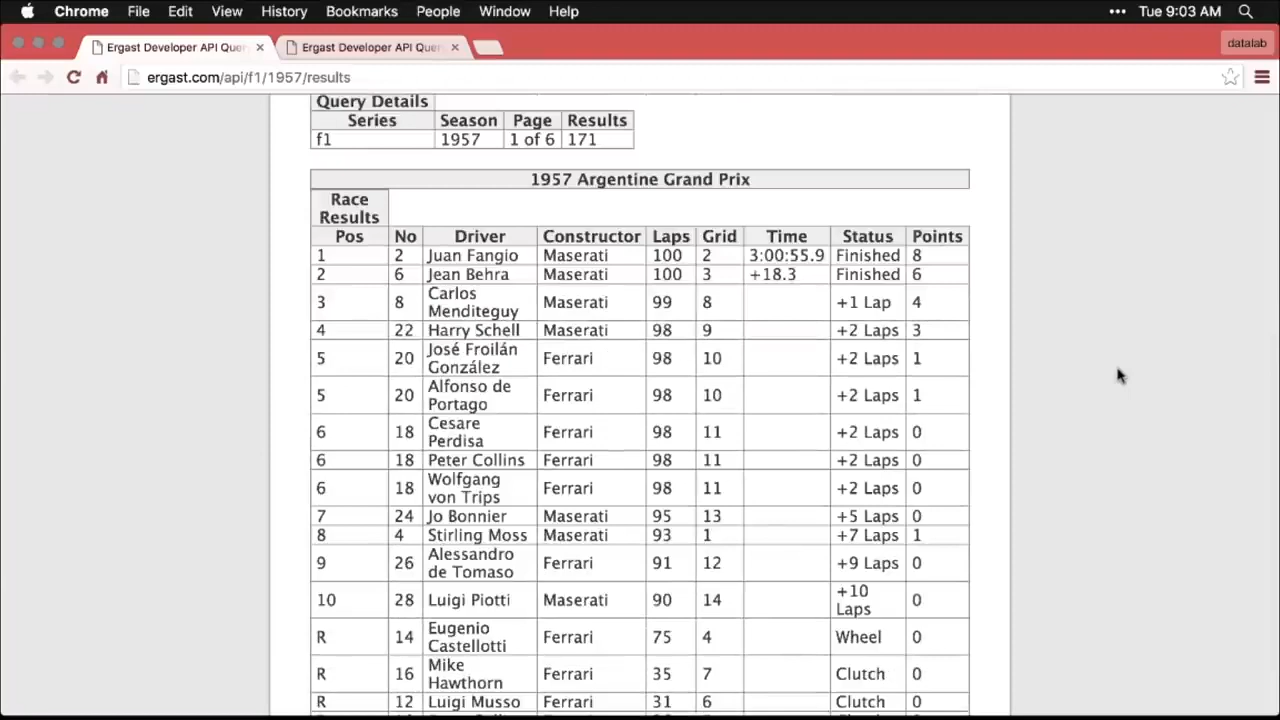 Chrome File Edit View History Bookmarks People Window Help ••• Tue 9:03 AM
Ergast Developer API Quer × Ergast Developer API Quer × datalab
ergast.com/api/f1/1957/results
Query Details
Series Season Page Results
f1 1957 1 of 6 171
1957 Argentine Grand Prix
Race
Results
Pos No Driver Constructor Laps Grid Time Status Points
1 2 Juan Fangio Maserati 100 2 3:00:55.9 Finished 8
2 6 Jean Behra Maserati 100 3 +18.3 Finished 6
3 8 Carlos Menditeguy Maserati 99 8 +1 Lap 4
4 22 Harry Schell Maserati 98 9 +2 Laps 3
5 20 José Froilán González Ferrari 98 10 +2 Laps 1
5 20 Alfonso de Portago Ferrari 98 10 +2 Laps 1
6 18 Cesare Perdisa Ferrari 98 11 +2 Laps 0
6 18 Peter Collins Ferrari 98 11 +2 Laps 0
6 18 Wolfgang von Trips Ferrari 98 11 +2 Laps 0
7 24 Jo Bonnier Maserati 95 13 +5 Laps 0
8 4 Stirling Moss Maserati 93 1 +7 Laps 1
9 26 Alessandro de Tomaso Ferrari 91 12 +9 Laps 0
10 28 Luigi Piotti Maserati 90 14 +10 Laps 0
R 14 Eugenio Castellotti Ferrari 75 4 Wheel 0
R 16 Mike Hawthorn Ferrari 35 7 Clutch 0
R 12 Luigi Musso Ferrari 31 6 Clutch 0